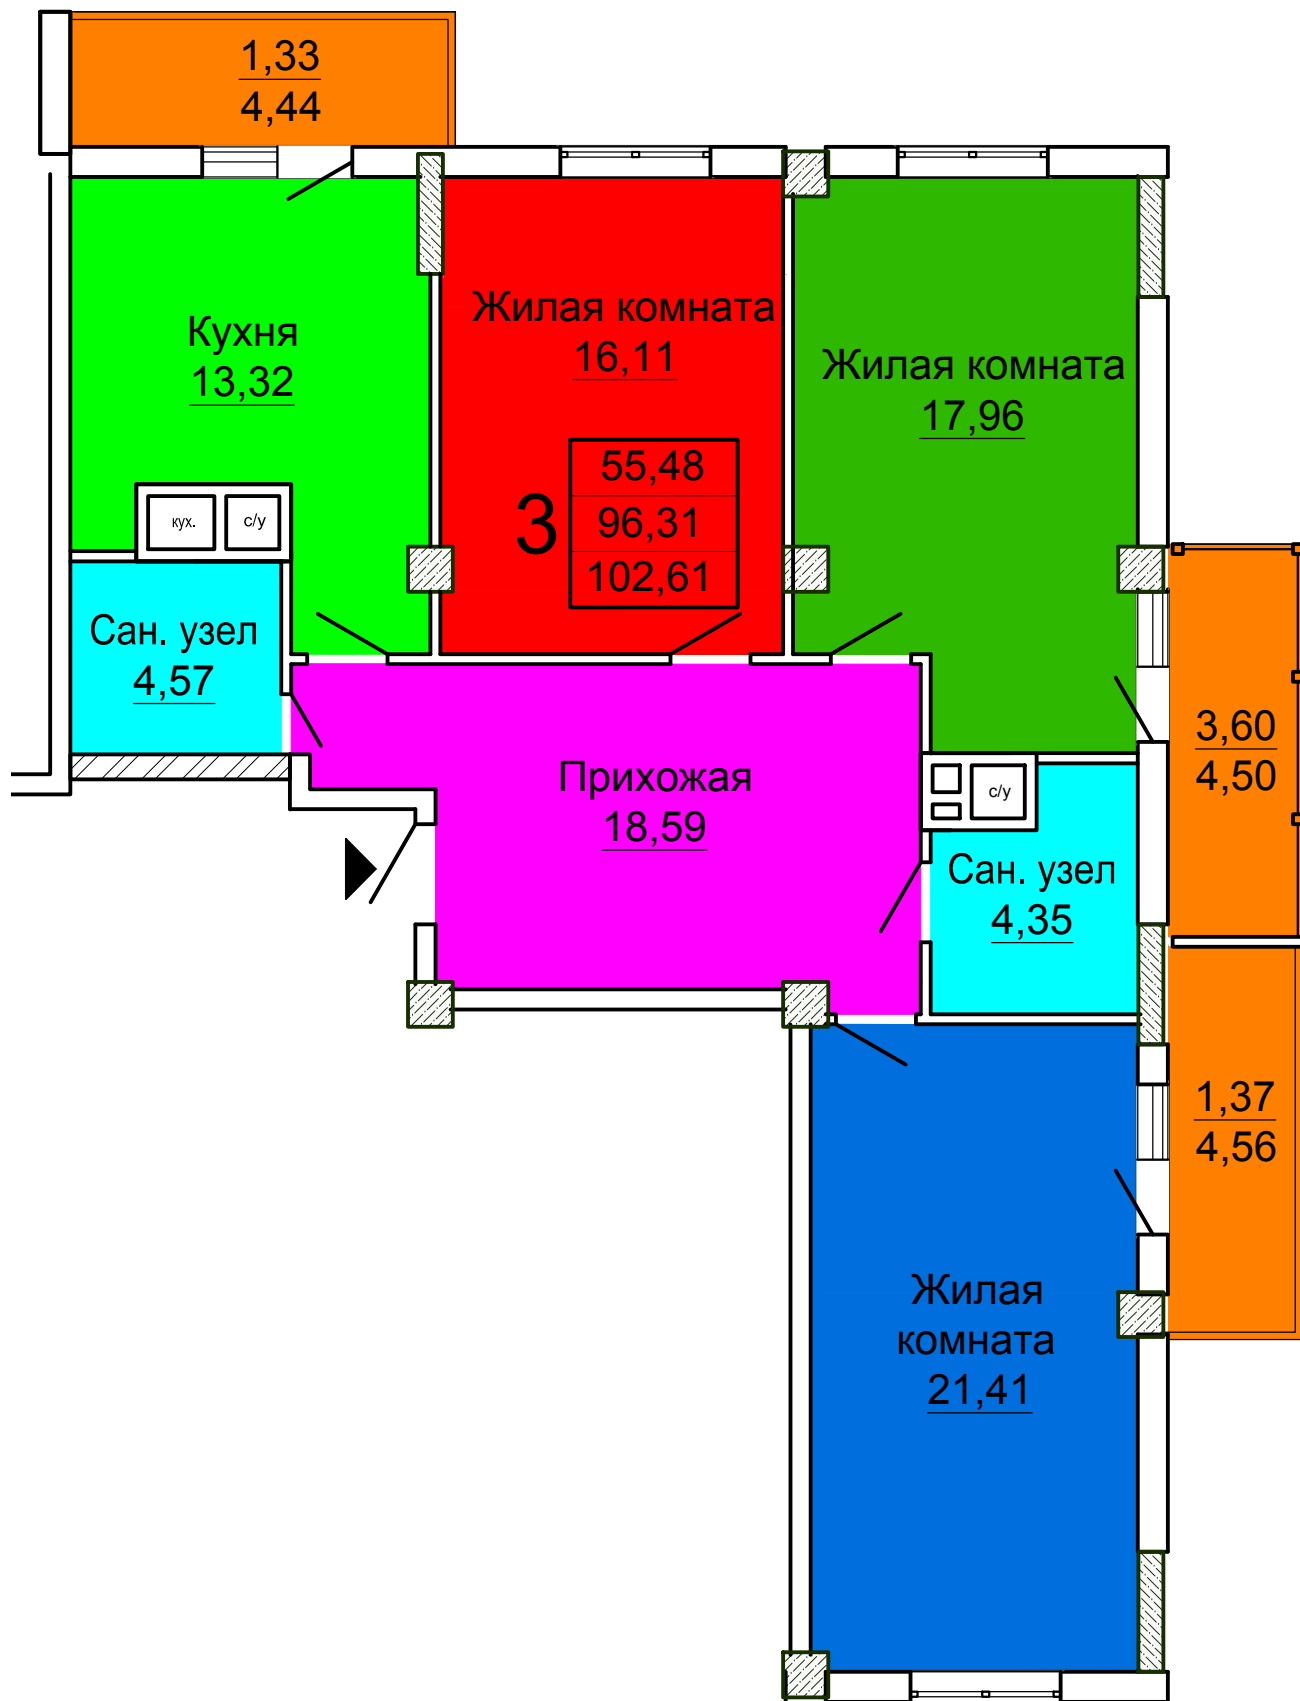 1,33
4,44
Кухня
13,32
Жилая комната
16,11
Жилая комната
17,96
3
55,48
96,31
102,61
кух.
с/у
Сан. узел
4,57
Прихожая
18,59
с/у
Сан. узел
4,35
3,60
4,50
1,37
4,56
Жилая
комната
21,41